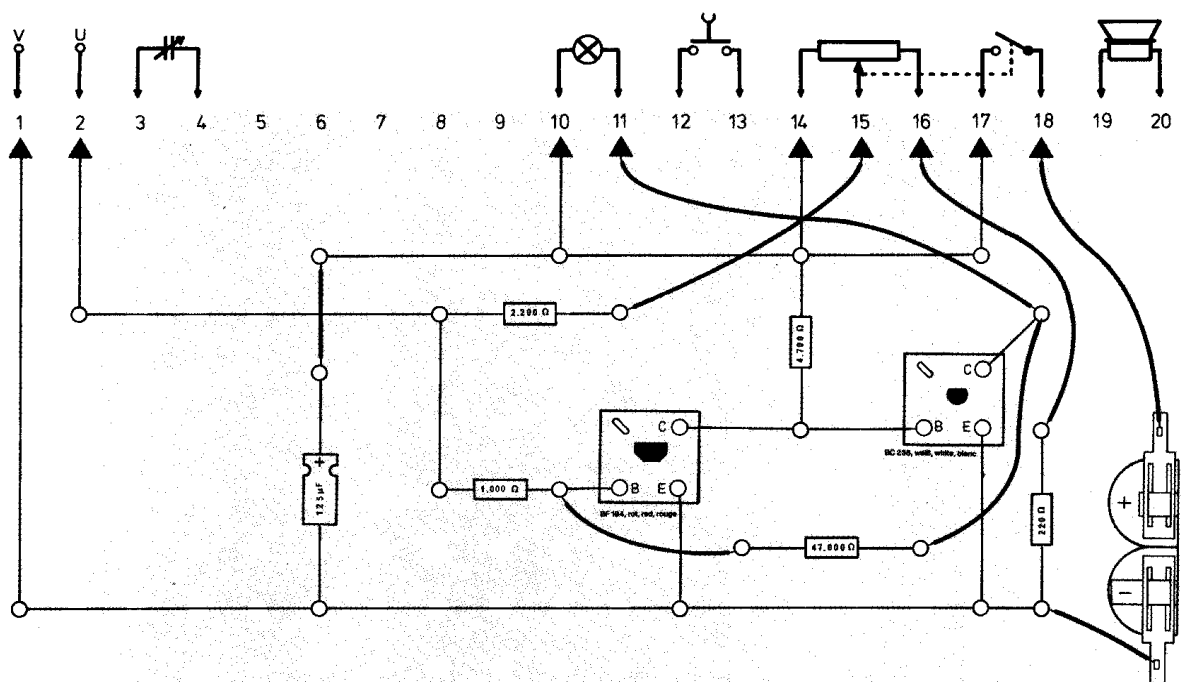 V U
1 2 3 4 5 6 7 8 9 10 11 12 13 14 15 16 17 18 19 20
2.200 Ω
4.700 Ω
C
B E
BC 238, weiß, white, blanc
C
B E
BF 194, rot, red, rouge
+
125 µF
1.000 Ω
220 Ω
47.000 Ω
+
−